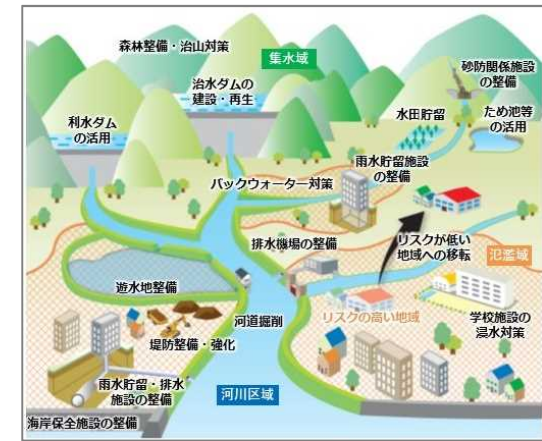 森林整備・治山対策
集水域
砂防関係施設
の整備
治水ダムの
建設・再生
利水ダム
の活用
水田貯留
ため池等
の活用
雨水貯留施設
の整備
バックウォーター対策
排水機場の整備
リスクが低い
地域への移転
氾濫域
遊水地整備
リスクの高い地域
学校施設の
浸水対策
河道掘削
堤防整備・強化
雨水貯留・排水
施設の整備
河川区域
海岸保全施設の整備